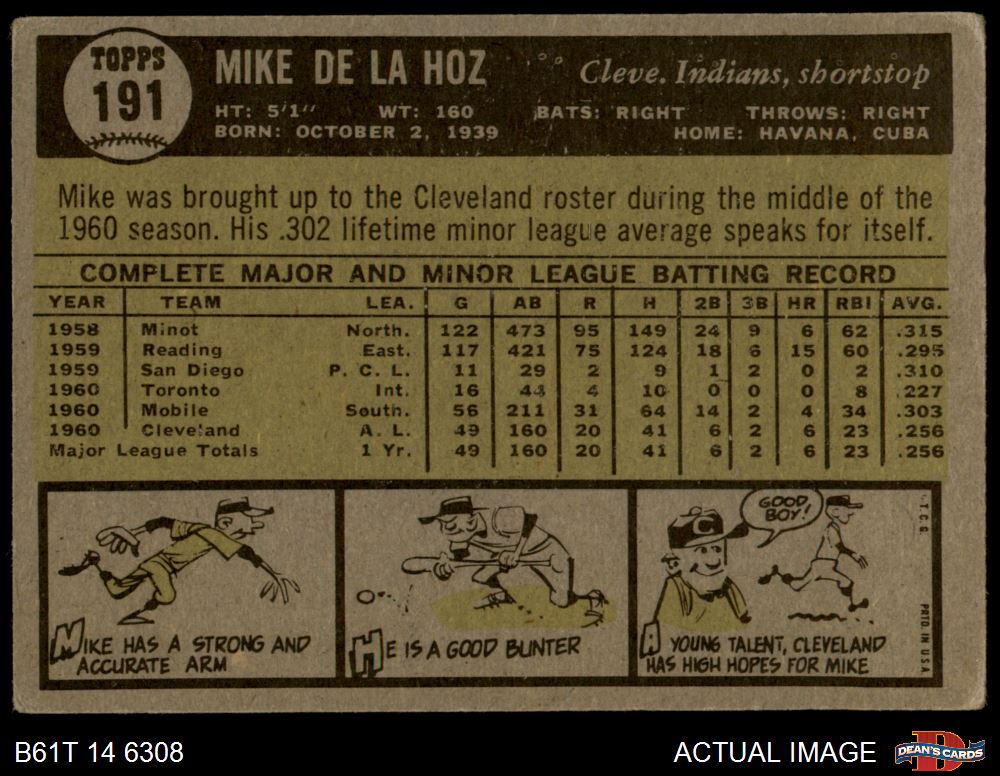 TOPPS
191
MIKE DE LA HOZ Cleve. Indians, shortstop
HT: 5'1" WT: 160 BATS: RIGHT THROWS: RIGHT
BORN: OCTOBER 2, 1939 HOME: HAVANA, CUBA
Mike was brought up to the Cleveland roster during the middle of the
1960 season. His .302 lifetime minor league average speaks for itself.
COMPLETE MAJOR AND MINOR LEAGUE BATTING RECORD
YEAR TEAM LEA. G AB R H 2B 3B HR RBI AVG.
1958 Minot North. 122 473 95 149 24 9 6 62 .315
1959 Reading East. 117 421 75 124 18 6 15 60 .295
1959 San Diego P. C. L. 11 29 2 9 1 2 0 2 .310
1960 Toronto Int. 16 44 4 10 0 0 0 8 .227
1960 Mobile South. 56 211 31 64 14 2 4 34 .303
1960 Cleveland A. L. 49 160 20 41 6 2 6 23 .256
Major League Totals 1 Yr. 49 160 20 41 6 2 6 23 .256
MIKE HAS A STRONG AND
ACCURATE ARM
HE IS A GOOD BUNTER
C
GOOD
BOY!
A YOUNG TALENT, CLEVELAND
HAS HIGH HOPES FOR MIKE
T.C.G. PRTD. IN U.S.A.
B61T 14 6308
ACTUAL IMAGE
D
DEAN'S CARDS